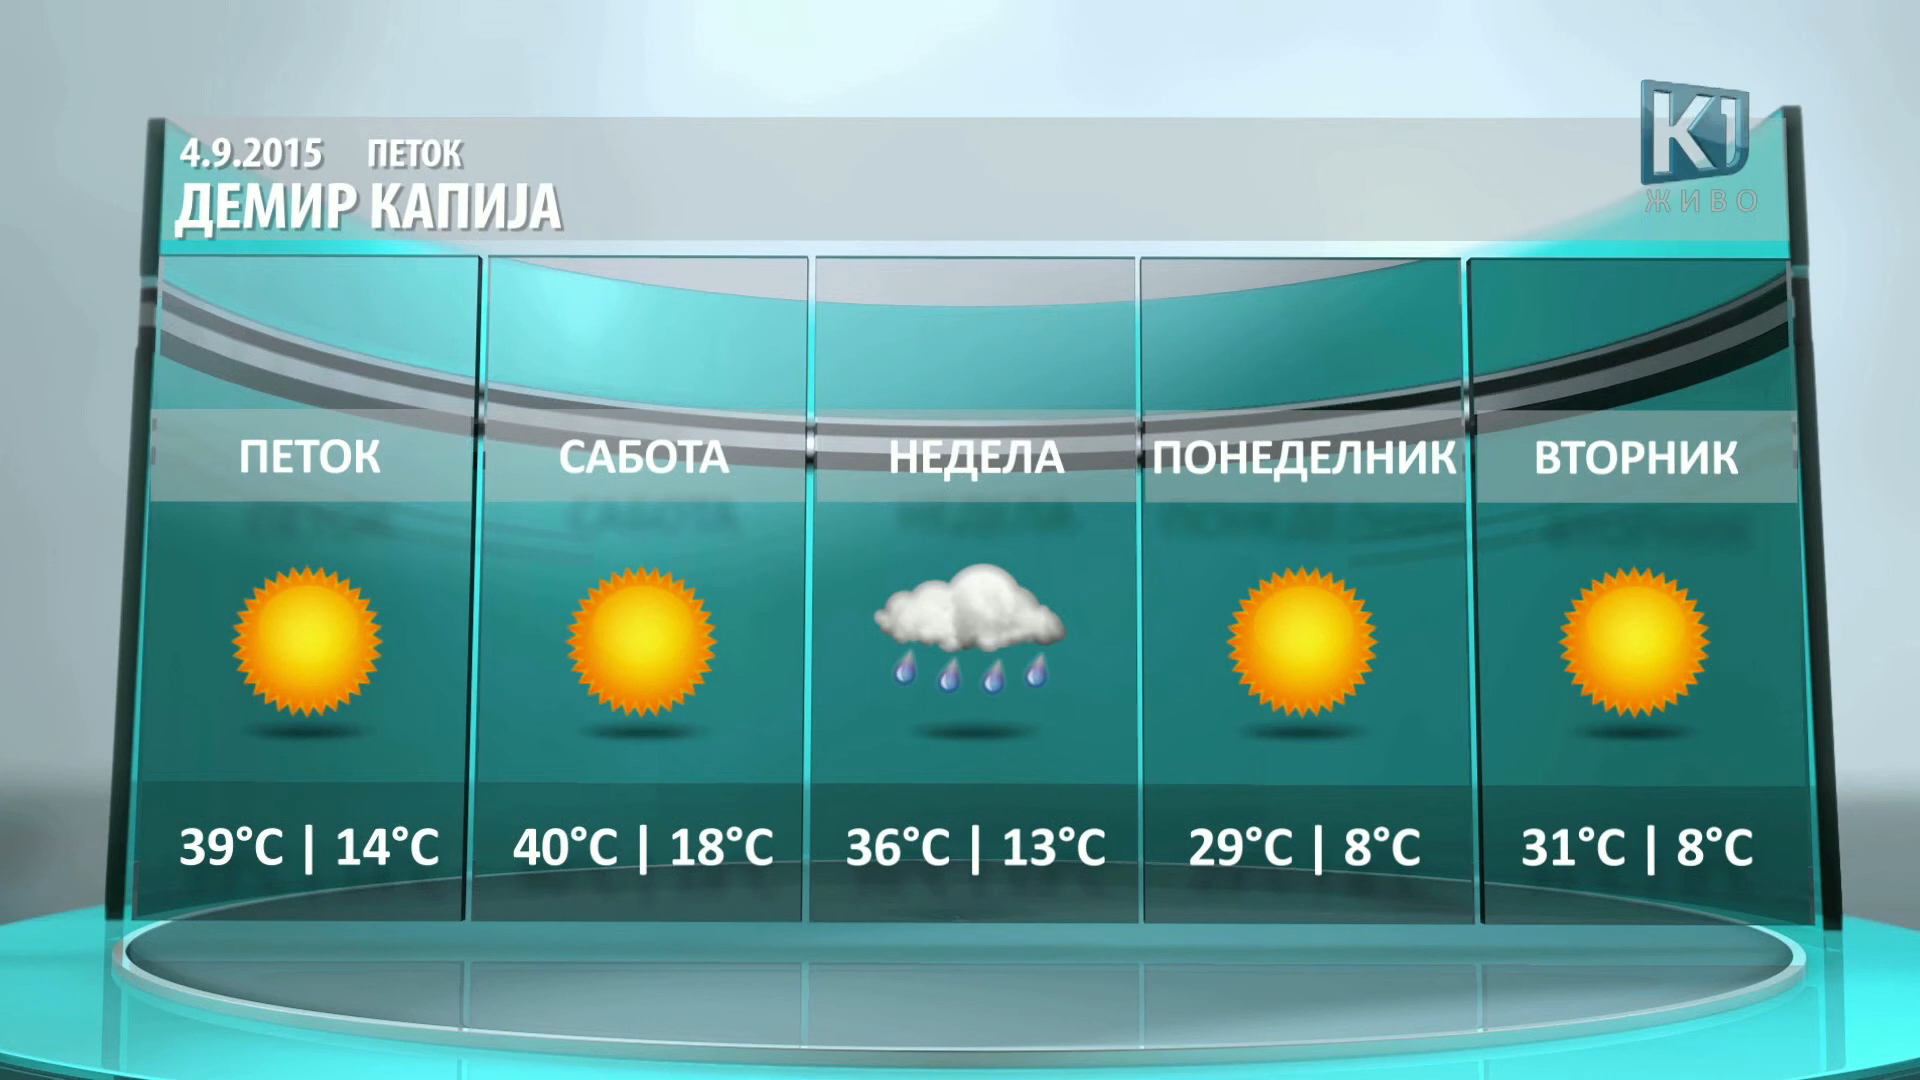 4.9.2015 ПЕТОК
ДЕМИР КАПИЈА
K1
ЖИВО
ПЕТОК САБОТА НЕДЕЛА ПОНЕДЕЛНИК ВТОРНИК
39°C | 14°C 40°C | 18°C 36°C | 13°C 29°C | 8°C 31°C | 8°C